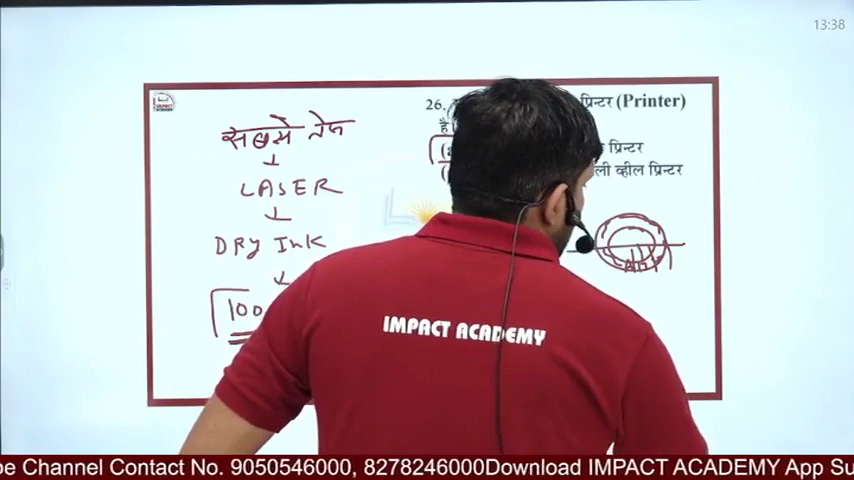 13:38
26. प्रिन्टर (Printer)
प्रिन्टर
ली व्हील प्रिन्टर
सबसे तेज
LASER
DRY INK
100
IMPACT ACADEMY
be Channel Contact No. 9050546000, 8278246000Download IMPACT ACADEMY App Su